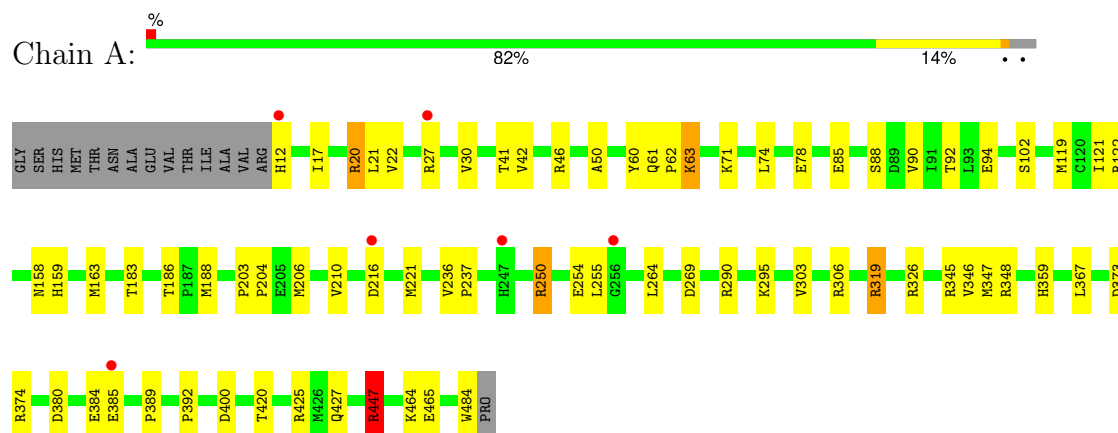 %
Chain A:
82% 14% • •
GLY SER HIS MET THR ASN ALA GLU VAL THR ILE ALA VAL ARG H12 I17 R20 L21 V22 R27 V30 T41 V42 R46 A50 Y60 Q61 P62 K63 K71 L74 E78 E85 S88 D89 V90 I91 T92 L93 E94 S102 M119 C120 I121
N158 H159 M163 T183 T186 P187 M188 P203 P204 E205 M206 V210 D216 M221 V236 P237 H247 R250 E254 L255 G256 L264 D269 R290 K295 V303 R306 R319 R326 R345 V346 M347 R348 H359 L367
R374 D380 E384 E385 P389 P392 D400 T420 R425 M426 Q427 R447 K464 E465 W484 PRO